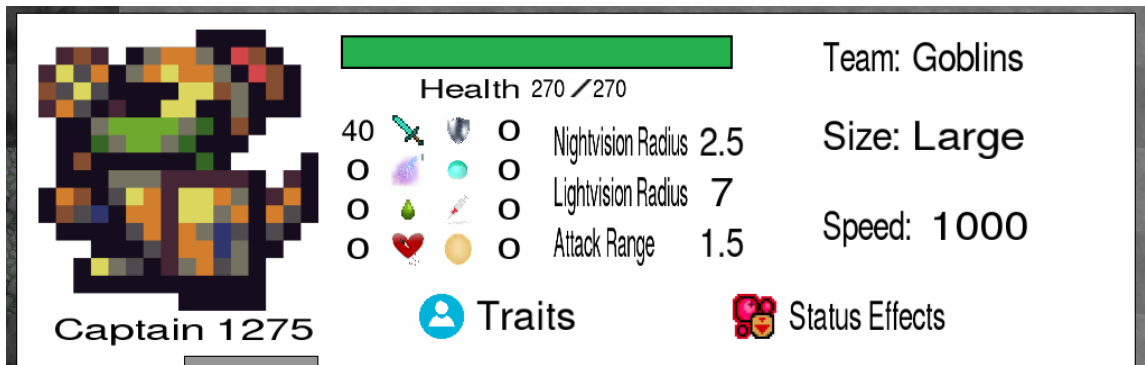 Team: Goblins
Health 270/270
40 0
Nightvision Radius 2.5
Size: Large
0 0
Lightvision Radius 7
0 0
Attack Range 1.5
Speed: 1000
0 0
Traits
Status Effects
Captain 1275